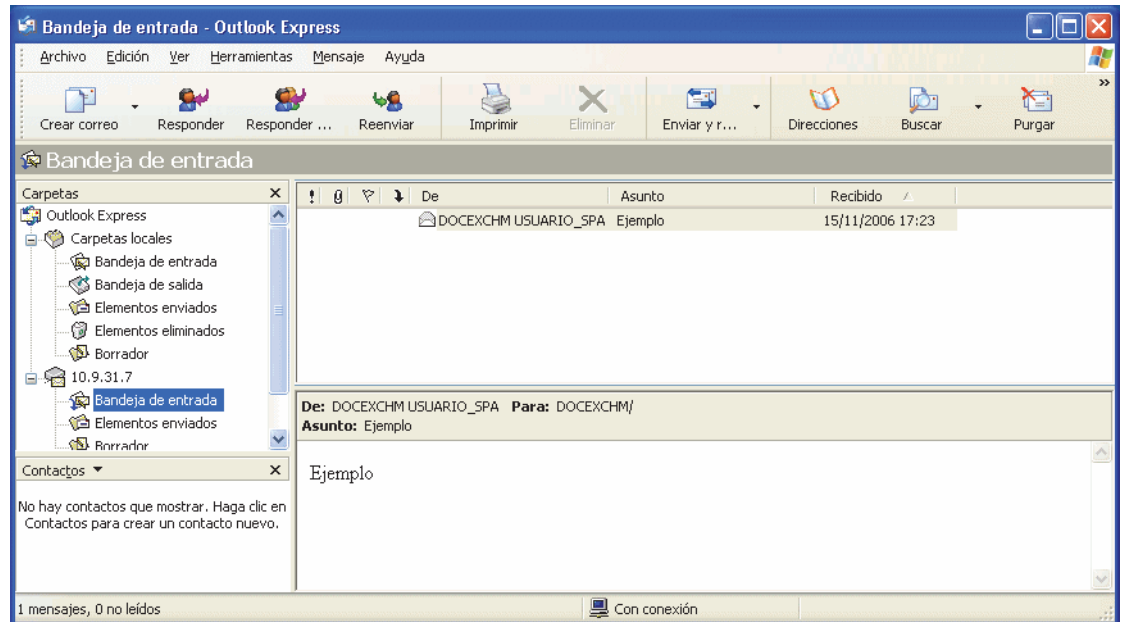 Bandeja de entrada - Outlook Express
Archivo Edición Ver Herramientas Mensaje Ayuda
Crear correo Responder Responder ... Reenviar Imprimir Eliminar Enviar y r... Direcciones Buscar Purgar
Bandeja de entrada
Carpetas
Outlook Express
Carpetas locales
Bandeja de entrada
Bandeja de salida
Elementos enviados
Elementos eliminados
Borrador
10.9.31.7
Bandeja de entrada
Elementos enviados
Borrador
Contactos
No hay contactos que mostrar. Haga clic en
Contactos para crear un contacto nuevo.
De Asunto Recibido
DOCEXCHM USUARIO_SPA Ejemplo 15/11/2006 17:23
De: DOCEXCHM USUARIO_SPA Para: DOCEXCHM/
Asunto: Ejemplo
Ejemplo
1 mensajes, 0 no leídos Con conexión